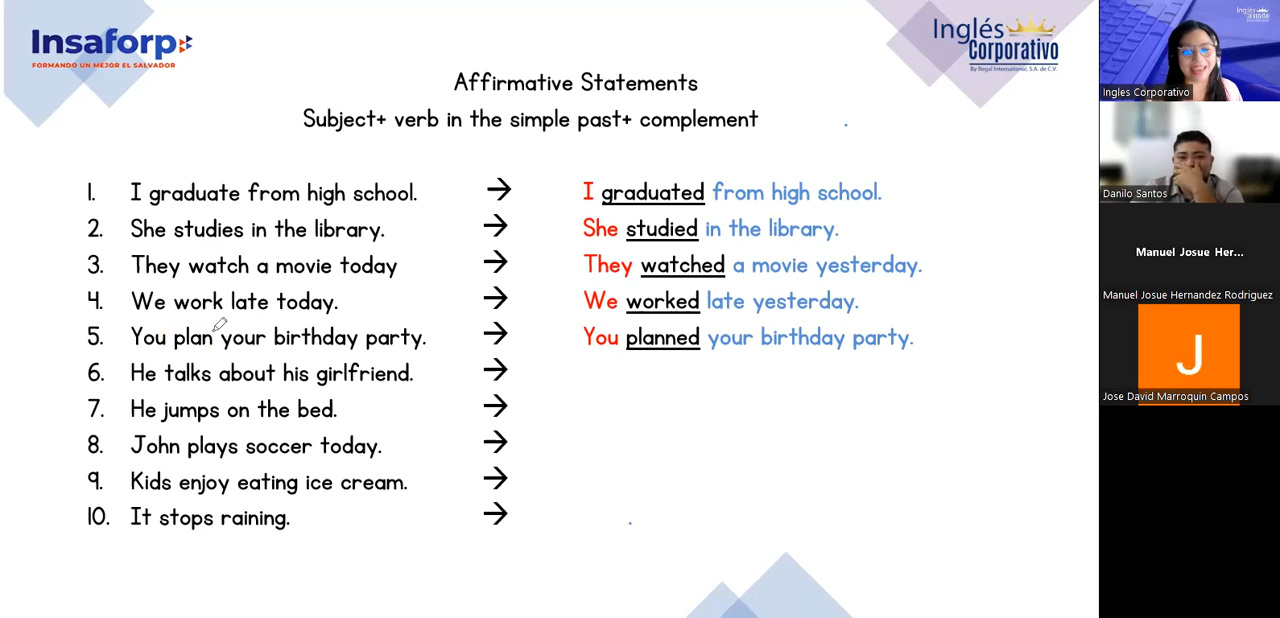 Insaforp
FORMANDO UN MEJOR EL SALVADOR
Inglés
Corporativo
By Regal International, S.A. de C.V.
Affirmative Statements
Subject+ verb in the simple past+ complement
1. I graduate from high school. → I graduated from high school.
2. She studies in the library. → She studied in the library.
3. They watch a movie today → They watched a movie yesterday.
4. We work late today. → We worked late yesterday.
5. You plan your birthday party. → You planned your birthday party.
6. He talks about his girlfriend. →
7. He jumps on the bed. →
8. John plays soccer today. →
9. Kids enjoy eating ice cream. →
10. It stops raining. →
Ingles Corporativo
Danilo Santos
Manuel Josue Her...
Manuel Josue Hernandez Rodriguez
J
Jose David Marroquin Campos